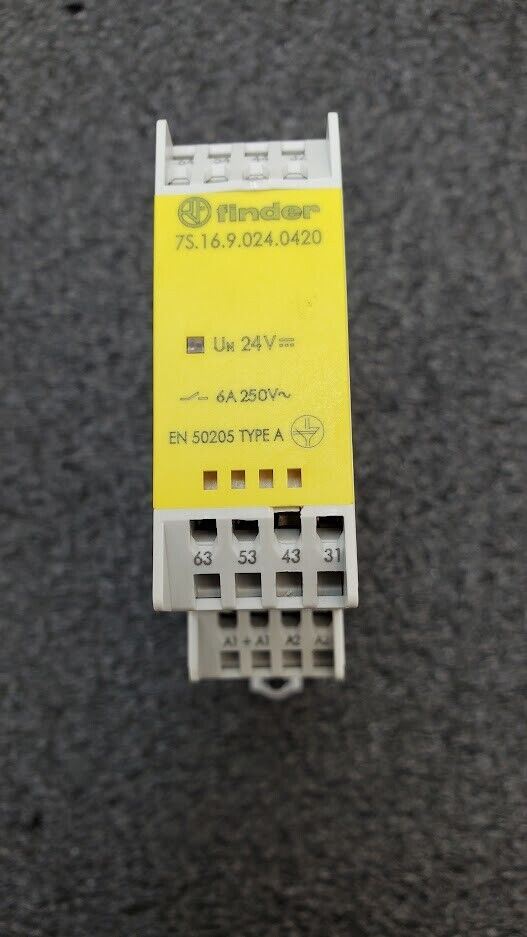 finder
7S.16.9.024.0420
UN 24V
6A 250V~
EN 50205 TYPE A
63 53 43 31
A1 + A1 A2 A2